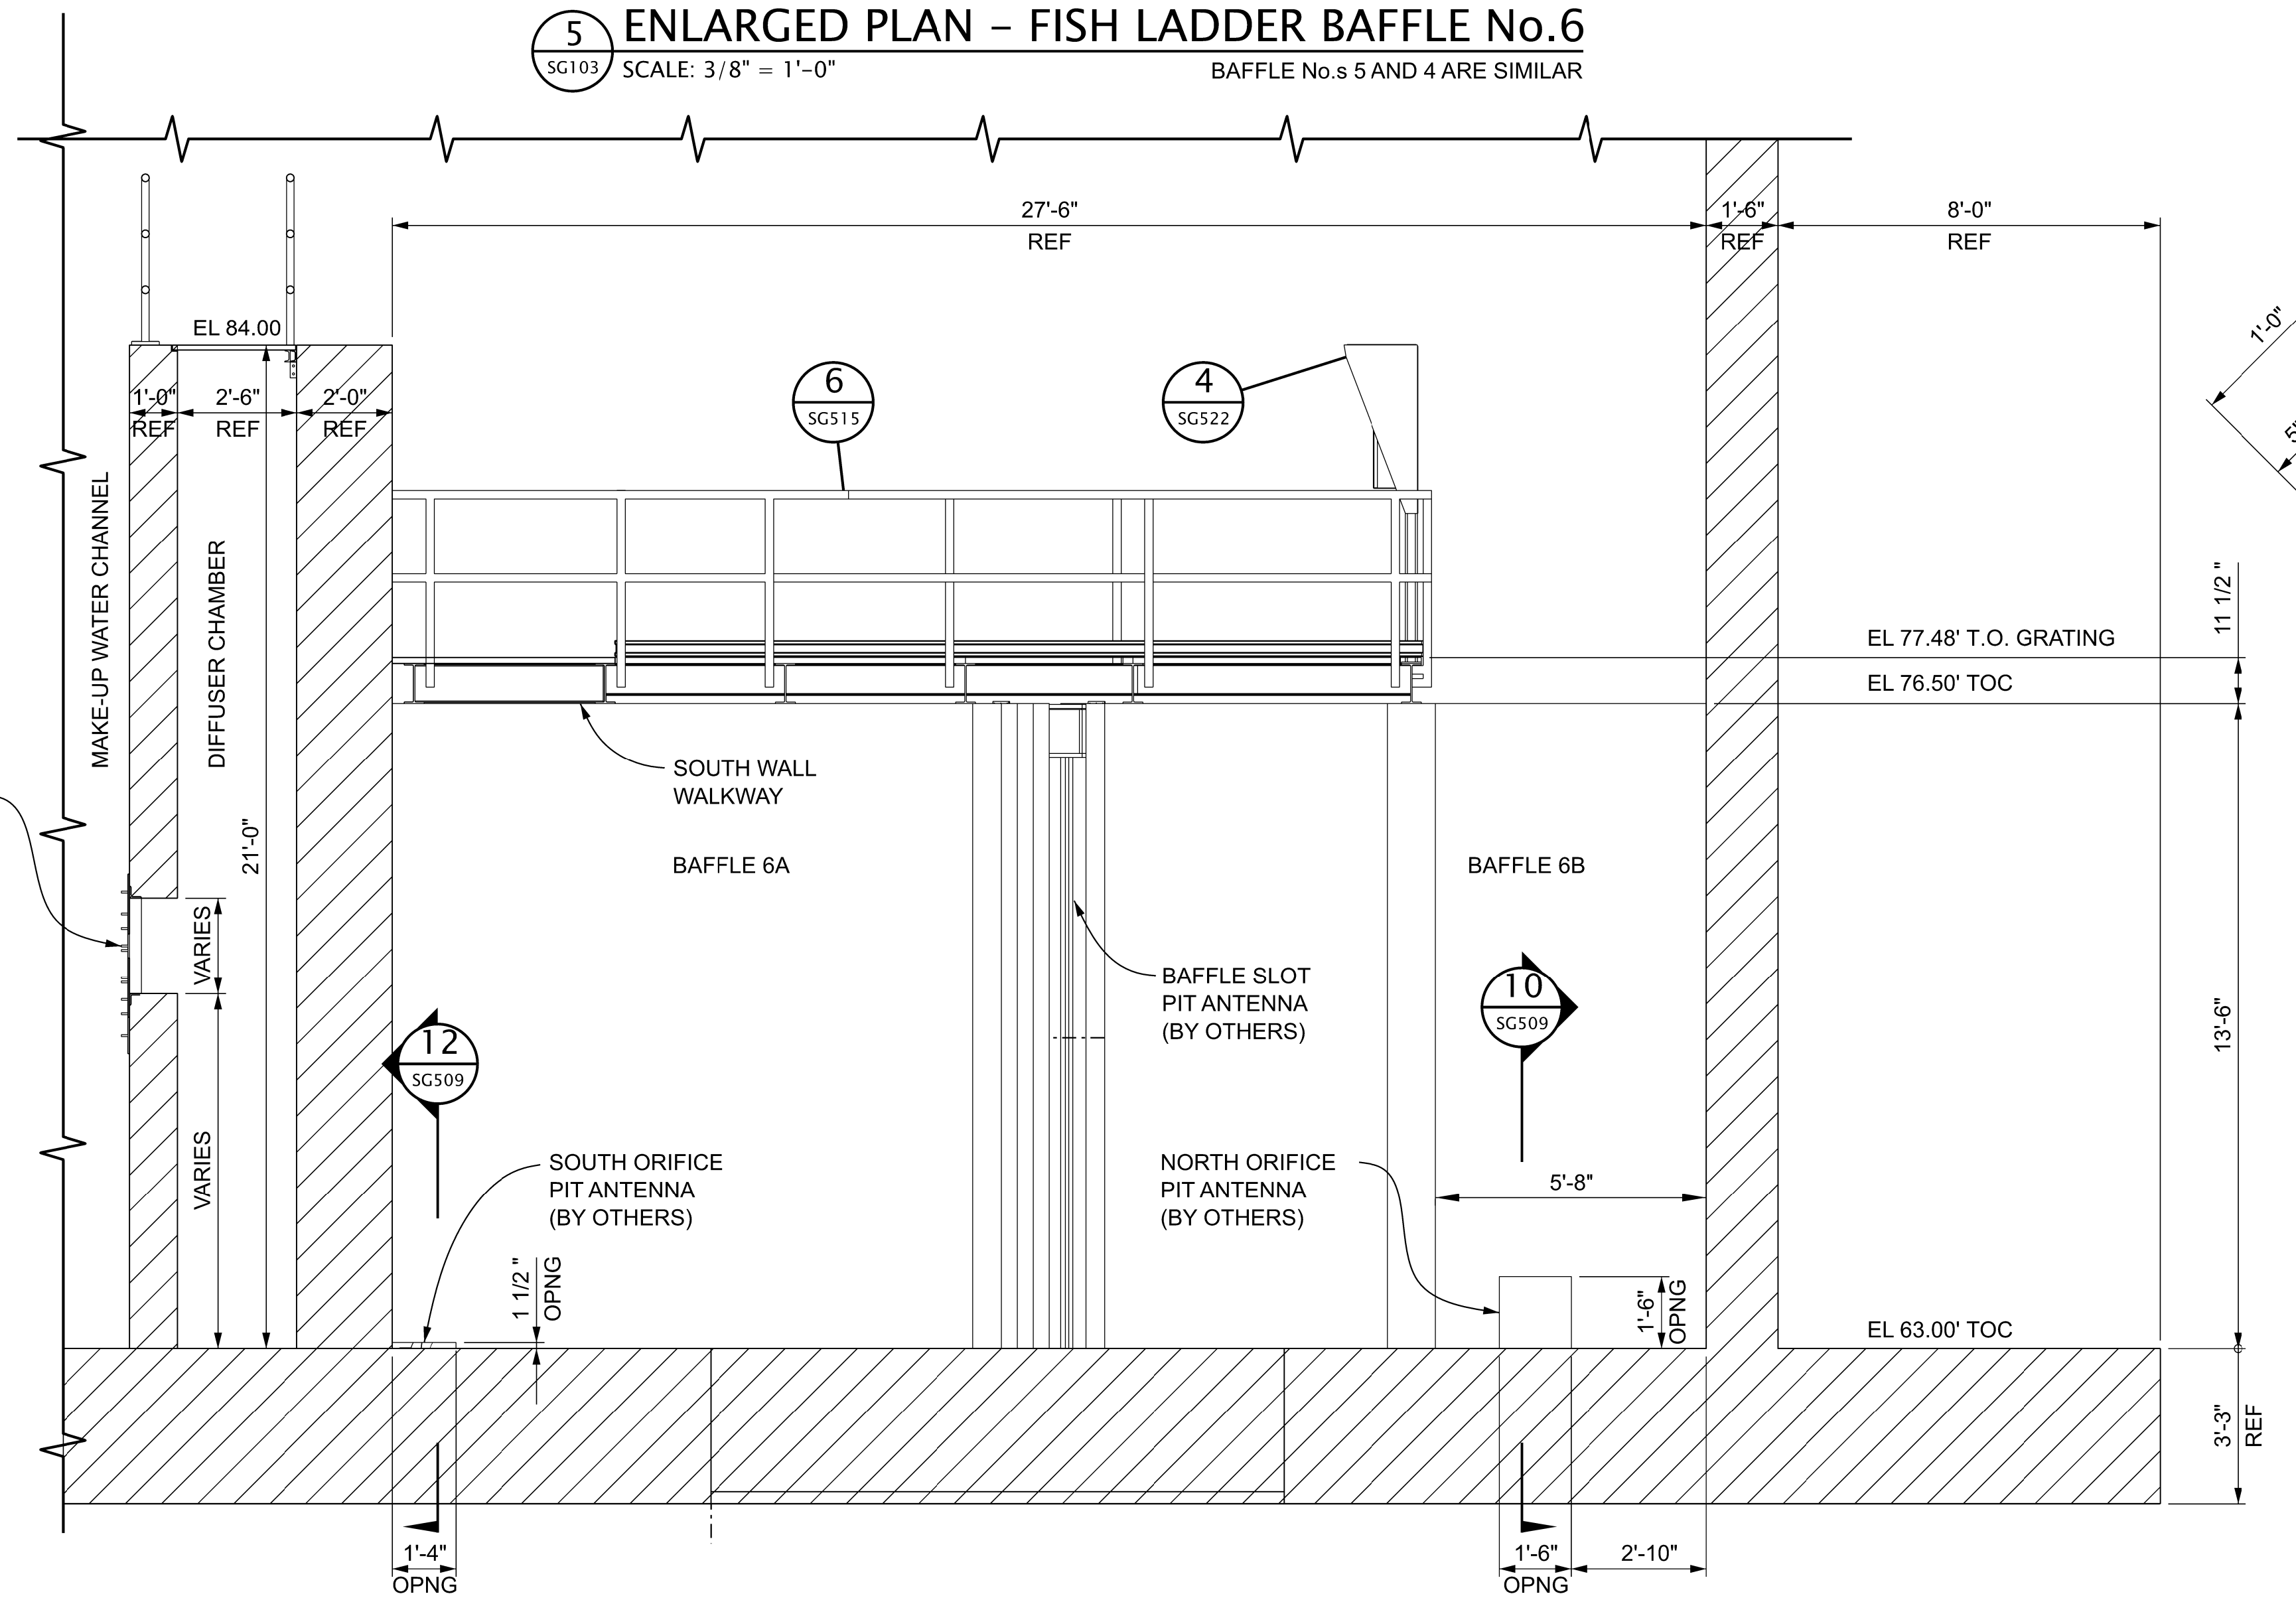 5
SG103
ENLARGED PLAN – FISH LADDER BAFFLE No.6
SCALE: 3/8" = 1'-0"
BAFFLE No.s 5 AND 4 ARE SIMILAR
27'-6"
REF
1'-6"
REF
8'-0"
REF
1'-0"
5"
EL 84.00
1'-0"
REF
2'-6"
REF
2'-0"
REF
6
SG515
4
SG522
MAKE-UP WATER CHANNEL
DIFFUSER CHAMBER
21'-0"
VARIES
VARIES
11 1/2 "
EL 77.48' T.O. GRATING
EL 76.50' TOC
SOUTH WALL
WALKWAY
BAFFLE 6A
BAFFLE 6B
BAFFLE SLOT
PIT ANTENNA
(BY OTHERS)
10
SG509
12
SG509
13'-6"
SOUTH ORIFICE
PIT ANTENNA
(BY OTHERS)
NORTH ORIFICE
PIT ANTENNA
(BY OTHERS)
5'-8"
1 1/2 "
OPNG
1'-6"
OPNG
EL 63.00' TOC
3'-3"
REF
1'-4"
OPNG
1'-6"
OPNG
2'-10"